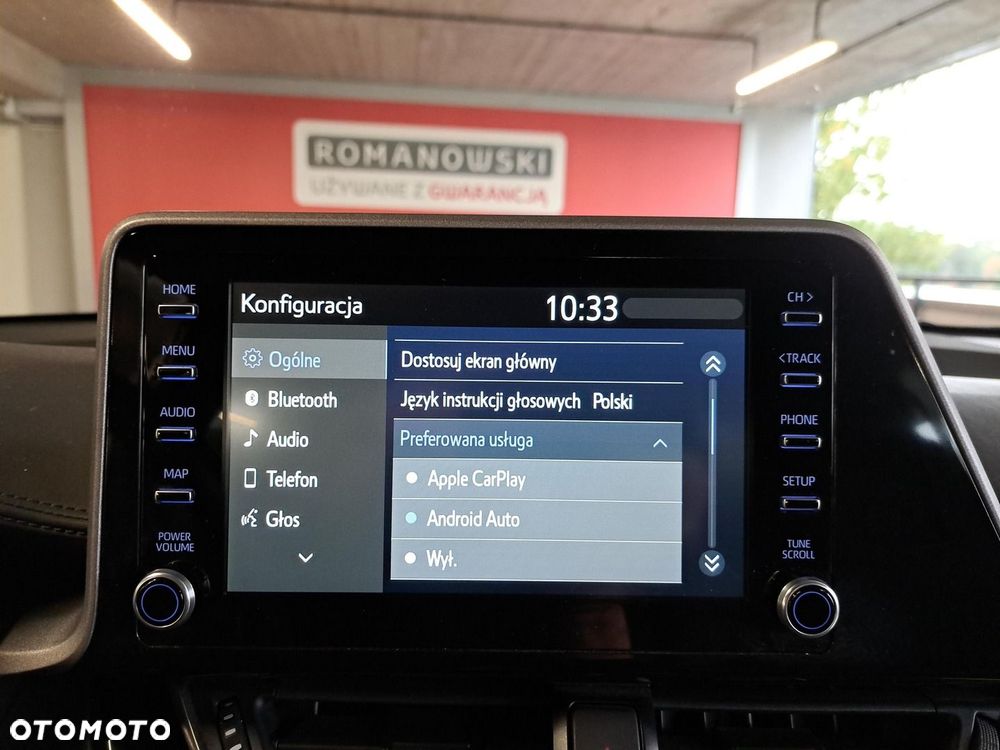 ROMANOWSKI
UŻYWANE Z GWARANCJĄ
HOME
MENU
AUDIO
MAP
POWER
VOLUME
Konfiguracja
10:33
Ogólne
Bluetooth
Audio
Telefon
Głos
Dostosuj ekran główny
Język instrukcji głosowych Polski
Preferowana usługa
Apple CarPlay
Android Auto
Wył.
CH >
< TRACK
PHONE
SETUP
TUNE
SCROLL
OTOMOTO